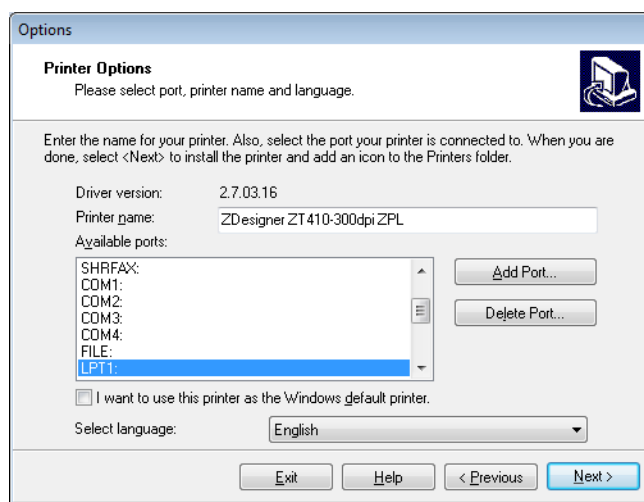 Options
Printer Options
Please select port, printer name and language.
Enter the name for your printer. Also, select the port your printer is connected to. When you are
done, select <Next> to install the printer and add an icon to the Printers folder.
Driver version: 2.7.03.16
Printer name: ZDesigner ZT410-300dpi ZPL
Available ports:
SHRFAX:
COM1:
COM2:
COM3:
COM4:
FILE:
LPT1:
Add Port...
Delete Port...
I want to use this printer as the Windows default printer.
Select language: English
Exit Help < Previous Next >